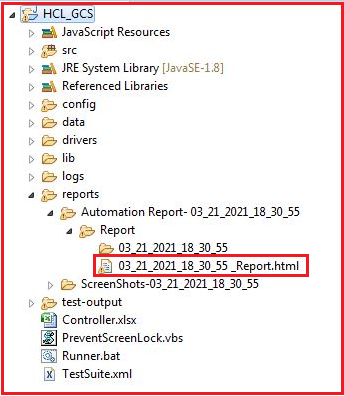 HCL_GCS
JavaScript Resources
src
JRE System Library [JavaSE-1.8]
Referenced Libraries
config
data
drivers
lib
logs
reports
Automation Report- 03_21_2021_18_30_55
Report
03_21_2021_18_30_55
03_21_2021_18_30_55 _Report.html
ScreenShots-03_21_2021_18_30_55
test-output
Controller.xlsx
PreventScreenLock.vbs
Runner.bat
TestSuite.xml